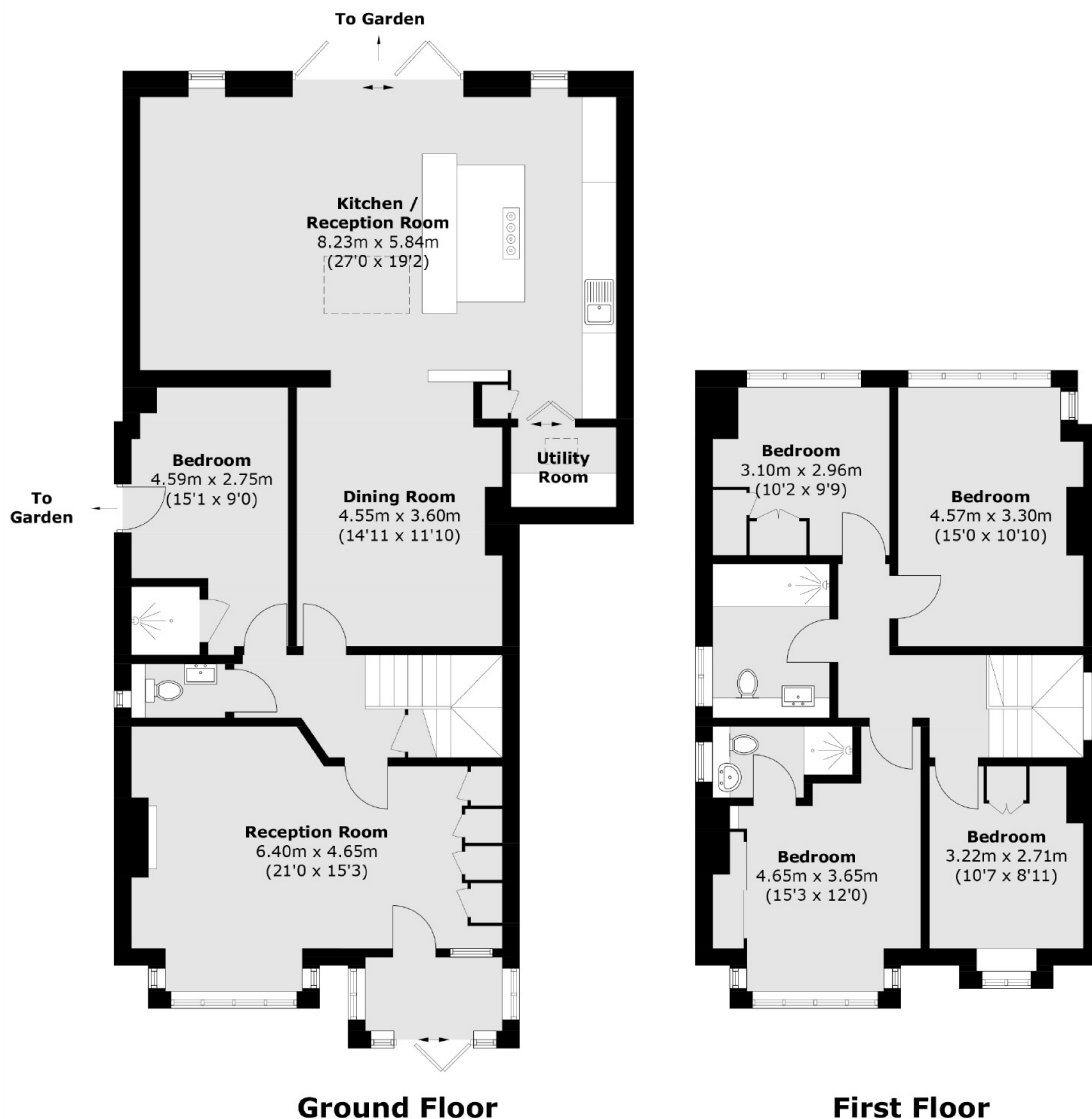 To Garden
Kitchen /
Reception Room
8.23m x 5.84m
(27'0 x 19'2)
Bedroom
4.59m x 2.75m
(15'1 x 9'0)
To
Garden
Dining Room
4.55m x 3.60m
(14'11 x 11'10)
Utility
Room
Reception Room
6.40m x 4.65m
(21'0 x 15'3)
Ground Floor
Bedroom
3.10m x 2.96m
(10'2 x 9'9)
Bedroom
4.57m x 3.30m
(15'0 x 10'10)
Bedroom
4.65m x 3.65m
(15'3 x 12'0)
Bedroom
3.22m x 2.71m
(10'7 x 8'11)
First Floor